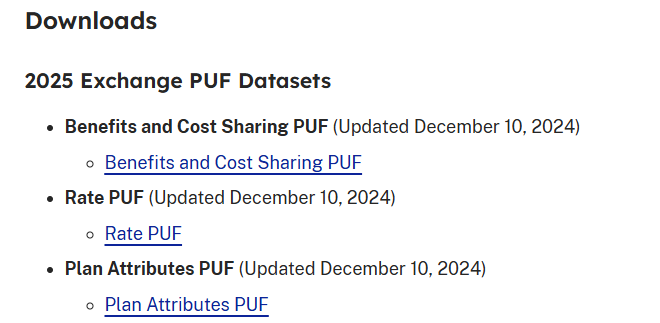 Downloads
2025 Exchange PUF Datasets
Benefits and Cost Sharing PUF (Updated December 10, 2024)
Benefits and Cost Sharing PUF
Rate PUF (Updated December 10, 2024)
Rate PUF
Plan Attributes PUF (Updated December 10, 2024)
Plan Attributes PUF